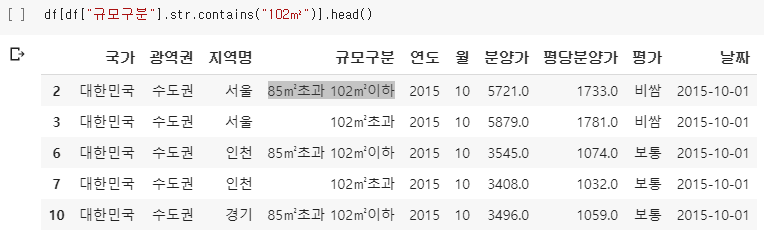 [ ] df[df["규모구분"].str.contains("102㎡")].head()
국가 광역권 지역명 규모구분 연도 월 분양가 평당분양가 평가 날짜
2 대한민국 수도권 서울 85㎡초과 102㎡이하 2015 10 5721.0 1733.0 비쌈 2015-10-01
3 대한민국 수도권 서울 102㎡초과 2015 10 5879.0 1781.0 비쌈 2015-10-01
6 대한민국 수도권 인천 85㎡초과 102㎡이하 2015 10 3545.0 1074.0 보통 2015-10-01
7 대한민국 수도권 인천 102㎡초과 2015 10 3408.0 1032.0 보통 2015-10-01
10 대한민국 수도권 경기 85㎡초과 102㎡이하 2015 10 3496.0 1059.0 보통 2015-10-01